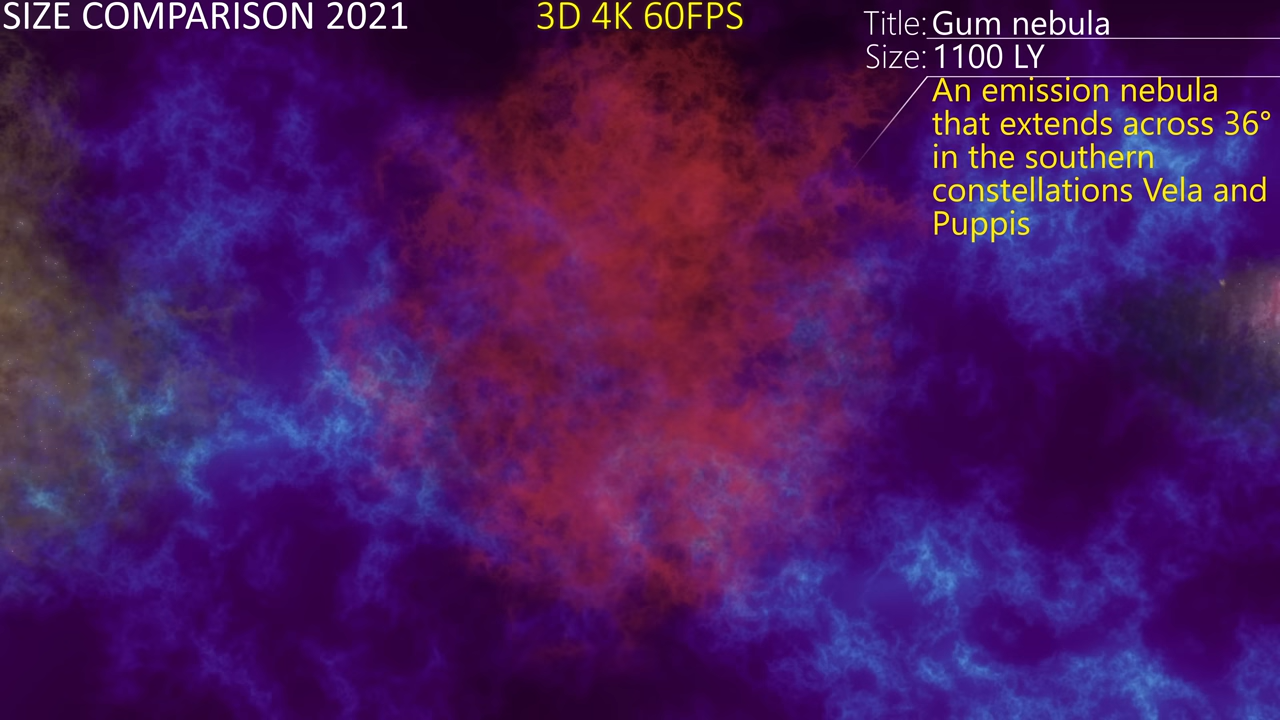 SIZE COMPARISON 2021
3D 4K 60FPS
Title: Gum nebula
Size: 1100 LY
An emission nebula
that extends across 36°
in the southern
constellations Vela and
Puppis